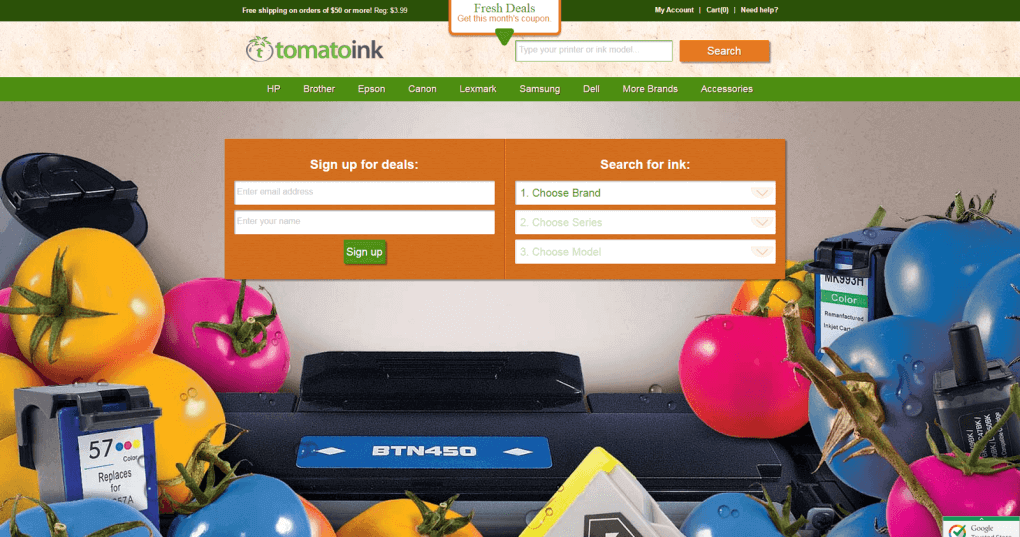 Free shipping on orders of $50 or more! Reg: $3.99
Fresh Deals
Get this month's coupon
My Account | Cart(0) | Need help?
tomatoink
Type your printer or ink model...
Search
HP Brother Epson Canon Lexmark Samsung Dell More Brands Accessories
Sign up for deals:
Enter email address
Enter your name
Sign up
Search for ink:
1. Choose Brand
2. Choose Series
3. Choose Model
MK993H
Color
Remanufactured
Inkjet Car
57
Color
Replaces
for
57A
BTN450
Google